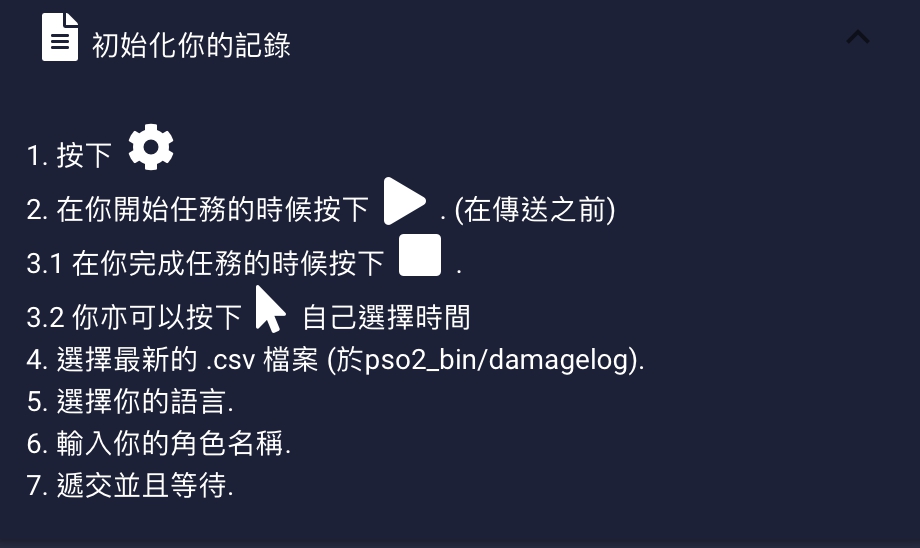 初始化你的記錄
1. 按下
2. 在你開始任務的時候按下 . (在傳送之前)
3.1 在你完成任務的時候按下 .
3.2 你亦可以按下 自己選擇時間
4. 選擇最新的 .csv 檔案 (於pso2_bin/damagelog).
5. 選擇你的語言.
6. 輸入你的角色名稱.
7. 遞交並且等待.